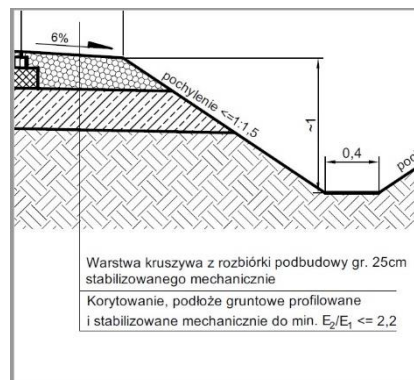 6%
pochylenie <=1:1,5
~1
0,4
Warstwa kruszywa z rozbiórki podbudowy gr. 25cm
stabilizowanego mechanicznie
Korytowanie, podłoże gruntowe profilowane
i stabilizowane mechanicznie do min. E₂/E₁ <= 2,2